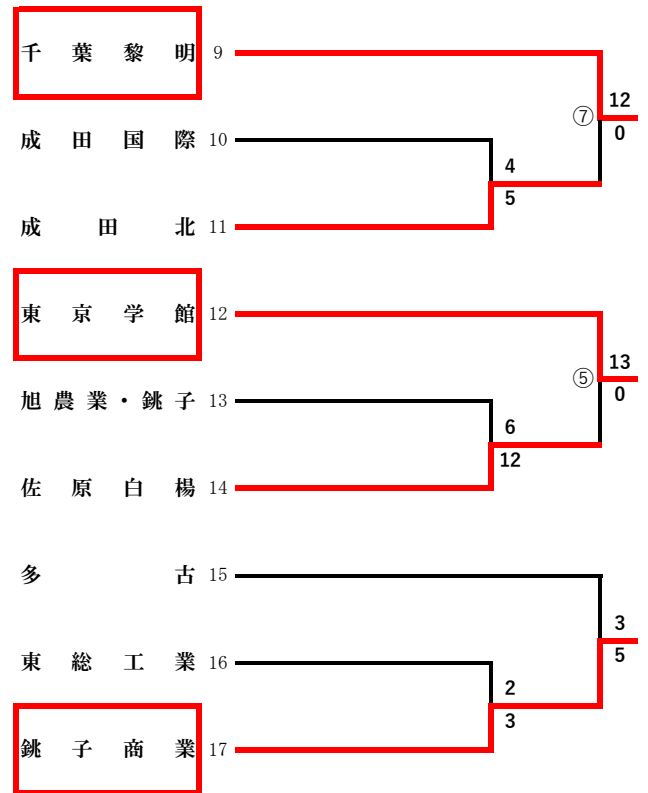 千葉黎明 9
12
⑦
0
成田国際 10
4
5
成田北 11
東京学館 12
13
⑤
0
旭農業・銚子 13
6
12
佐原白楊 14
多古 15
3
5
東総工業 16
2
3
銚子商業 17